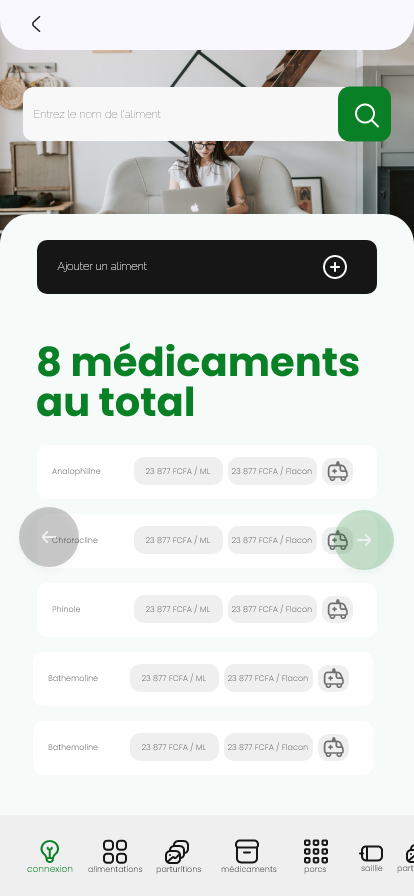 Entrez le nom de l'aliment
Ajouter un aliment
8 médicaments
au total
Analophiline 23 877 FCFA / ML 23 877 FCFA / Flacon
Chrorocline 23 877 FCFA / ML 23 877 FCFA / Flacon
Phinole 23 877 FCFA / ML 23 877 FCFA / Flacon
Bathemoline 23 877 FCFA / ML 23 877 FCFA / Flacon
Bathemoline 23 877 FCFA / ML 23 877 FCFA / Flacon
connexion alimentations parturitions médicaments porcs saillie part